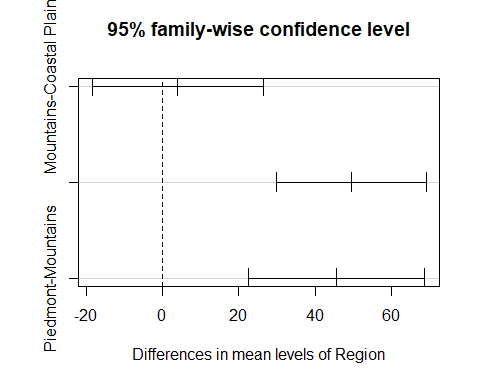 95% family-wise confidence level
Mountains-Coastal Plain
Piedmont-Mountains
-20 0 20 40 60
Differences in mean levels of Region